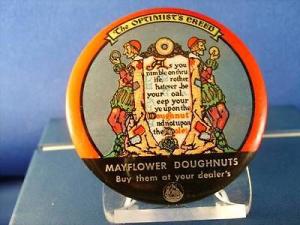 The Optimist's Creed
As you
ramble on thru
life, Brother,
Whatever be
your Goal,
Keep your
Eye upon the
Doughnut
And not upon
the Hole!
MAYFLOWER DOUGHNUTS
Buy them at your dealer's